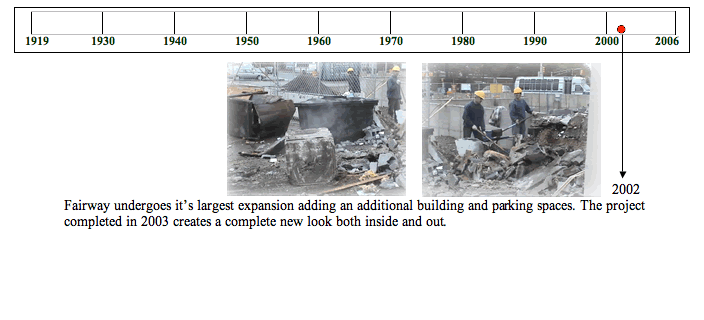 1919 1930 1940 1950 1960 1970 1980 1990 2000 2006
2002
Fairway undergoes it's largest expansion adding an additional building and parking spaces. The project
completed in 2003 creates a complete new look both inside and out.